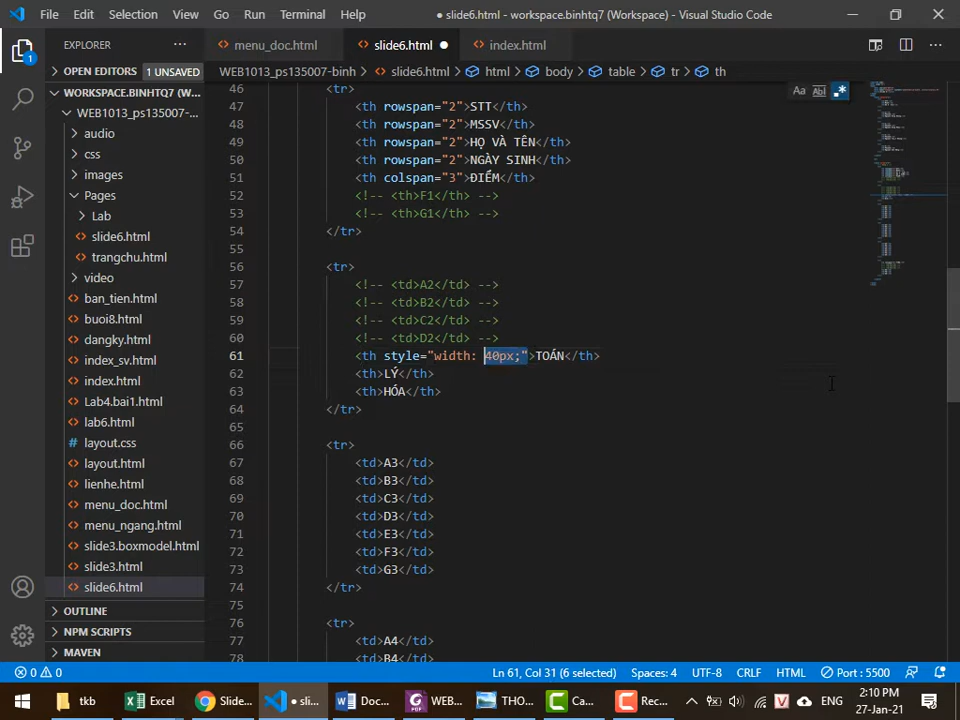 File Edit Selection View Go Run Terminal Help
● slide6.html - workspace.binhtq7 (Workspace) - Visual Studio Code
EXPLORER
menu_doc.html
slide6.html ●
index.html
OPEN EDITORS 1 UNSAVED
WORKSPACE.BINHTQ7 (W...
WEB1013_ps135007-...
audio
css
images
Pages
Lab
slide6.html
trangchu.html
video
ban_tien.html
buoi8.html
dangky.html
index_sv.html
index.html
Lab4.bai1.html
lab6.html
layout.css
layout.html
lienhe.html
menu_doc.html
menu_ngang.html
slide3.boxmodel.html
slide3.html
slide6.html
OUTLINE
NPM SCRIPTS
MAVEN
1
WEB1013_ps135007-binh > slide6.html > html > body > table > tr > th
Aa Abl .*
46 <tr>
47 <th rowspan="2">STT</th>
48 <th rowspan="2">MSSV</th>
49 <th rowspan="2">HỌ VÀ TÊN</th>
50 <th rowspan="2">NGÀY SINH</th>
51 <th colspan="3">ĐIỂM</th>
52 <!-- <th>F1</th> -->
53 <!-- <th>G1</th> -->
54 </tr>
55
56 <tr>
57 <!-- <td>A2</td> -->
58 <!-- <td>B2</td> -->
59 <!-- <td>C2</td> -->
60 <!-- <td>D2</td> -->
61 <th style="width: 40px;">TOÁN</th>
62 <th>LÝ</th>
63 <th>HÓA</th>
64 </tr>
65
66 <tr>
67 <td>A3</td>
68 <td>B3</td>
69 <td>C3</td>
70 <td>D3</td>
71 <td>E3</td>
72 <td>F3</td>
73 <td>G3</td>
74 </tr>
75
76 <tr>
77 <td>A4</td>
78 <td>B4</td>
0 0 Ln 61, Col 31 (6 selected) Spaces: 4 UTF-8 CRLF HTML Port : 5500
tkb Excel Slide... ● sli... Doc... WEB... THO... Ca... Rec... V ENG
2:10 PM
27-Jan-21